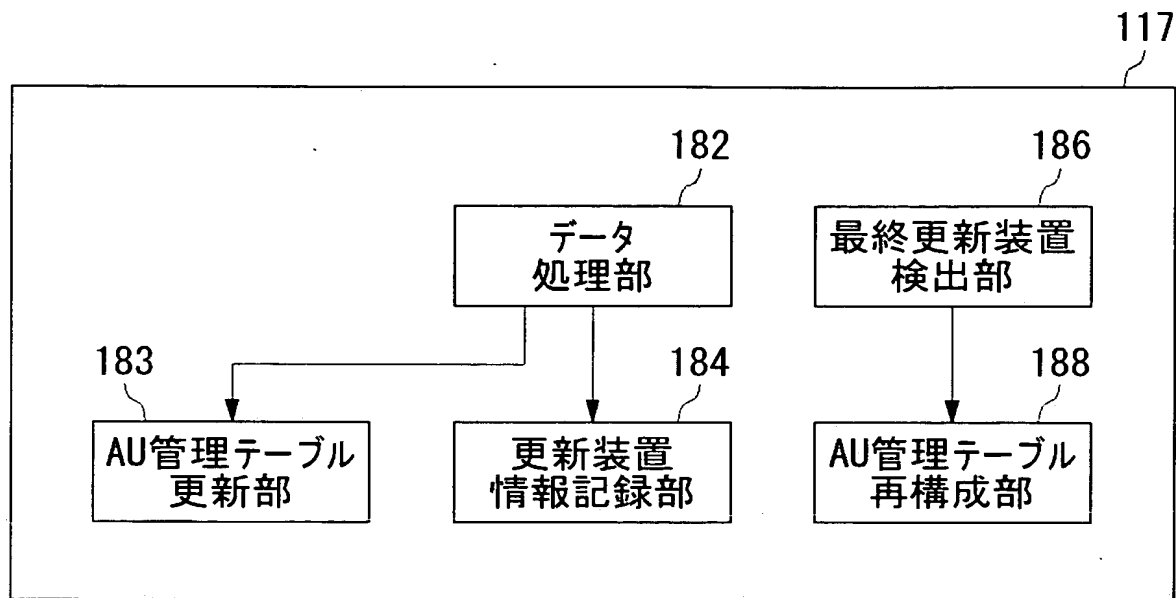 117
182
186
データ
処理部
最終更新装置
検出部
183
184
188
AU管理テーブル
更新部
更新装置
情報記録部
AU管理テーブル
再構成部